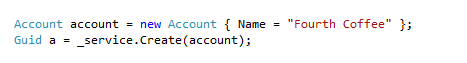 Account account = new Account { Name = "Fourth Coffee" };
Guid a = _service.Create(account);